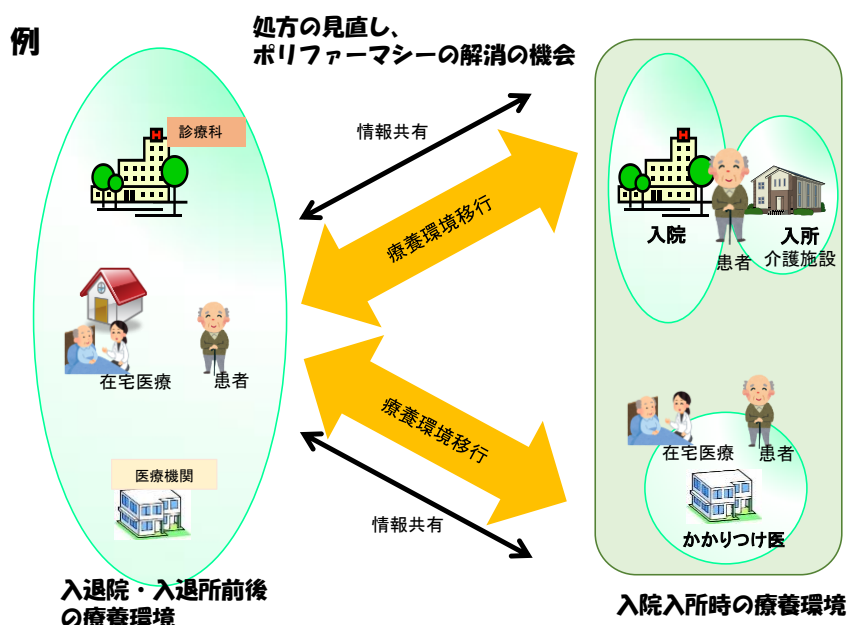 例
処方の見直し、
ポリファーマシーの解消の機会
診療科
H
情報共有
療養環境移行
在宅医療
患者
医療機関
入退院・入退所前後
の療養環境
療養環境移行
情報共有
H
入院
患者
入所
介護施設
在宅医療
患者
かかりつけ医
入院入所時の療養環境